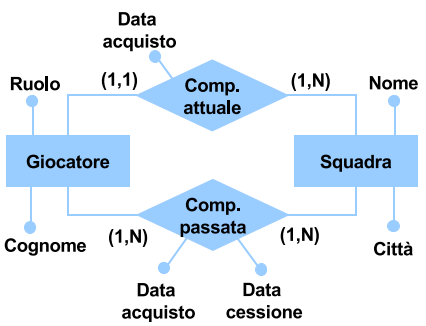 Data
acquisto
Ruolo
(1,1)
Comp.
attuale
(1,N)
Nome
Giocatore
Squadra
Cognome
(1,N)
Comp.
passata
(1,N)
Città
Data
acquisto
Data
cessione